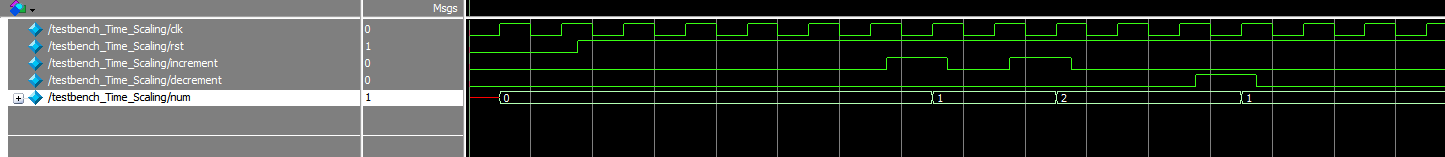 Msgs
/testbench_Time_Scaling/clk 0
/testbench_Time_Scaling/rst 1
/testbench_Time_Scaling/increment 0
/testbench_Time_Scaling/decrement 0
/testbench_Time_Scaling/num 1 0 1 2 1